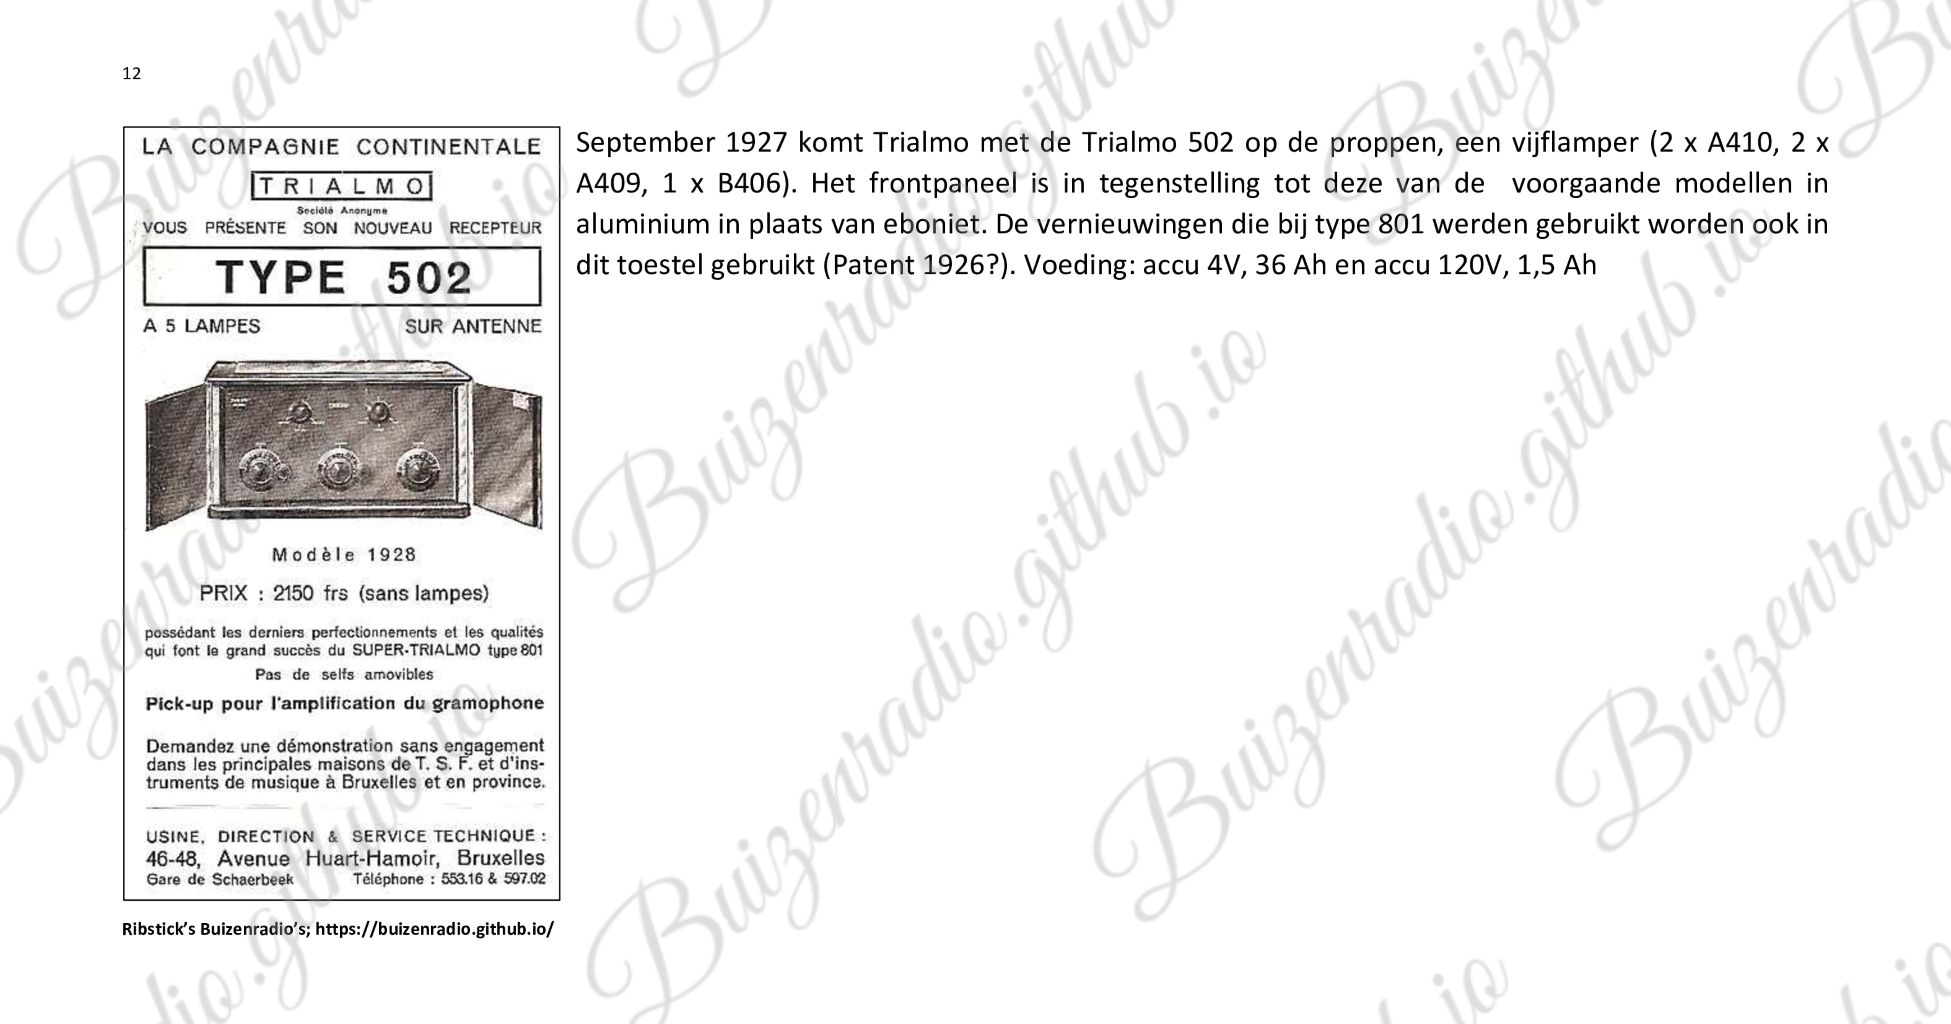 12
LA COMPAGNIE CONTINENTALE
TRIALMO
Société Anonyme
VOUS PRÉSENTE SON NOUVEAU RECEPTEUR
TYPE 502
A 5 LAMPES SUR ANTENNE
Modèle 1928
PRIX : 2150 frs (sans lampes)
possédant les derniers perfectionnements et les qualités
qui font le grand succès du SUPER-TRIALMO type 801
Pas de selfs amovibles
Pick-up pour l'amplification du gramophone
Demandez une démonstration sans engagement
dans les principales maisons de T. S. F. et d'ins-
truments de musique à Bruxelles et en province.
USINE, DIRECTION & SERVICE TECHNIQUE :
46-48, Avenue Huart-Hamoir, Bruxelles
Gare de Schaerbeek Téléphone : 553.16 & 597.02
September 1927 komt Trialmo met de Trialmo 502 op de proppen, een vijflamper (2 x A410, 2 x
A409, 1 x B406). Het frontpaneel is in tegenstelling tot deze van de voorgaande modellen in
aluminium in plaats van eboniet. De vernieuwingen die bij type 801 werden gebruikt worden ook in
dit toestel gebruikt (Patent 1926?). Voeding: accu 4V, 36 Ah en accu 120V, 1,5 Ah
Ribstick’s Buizenradio’s; https://buizenradio.github.io/
Buizenradio.github.io